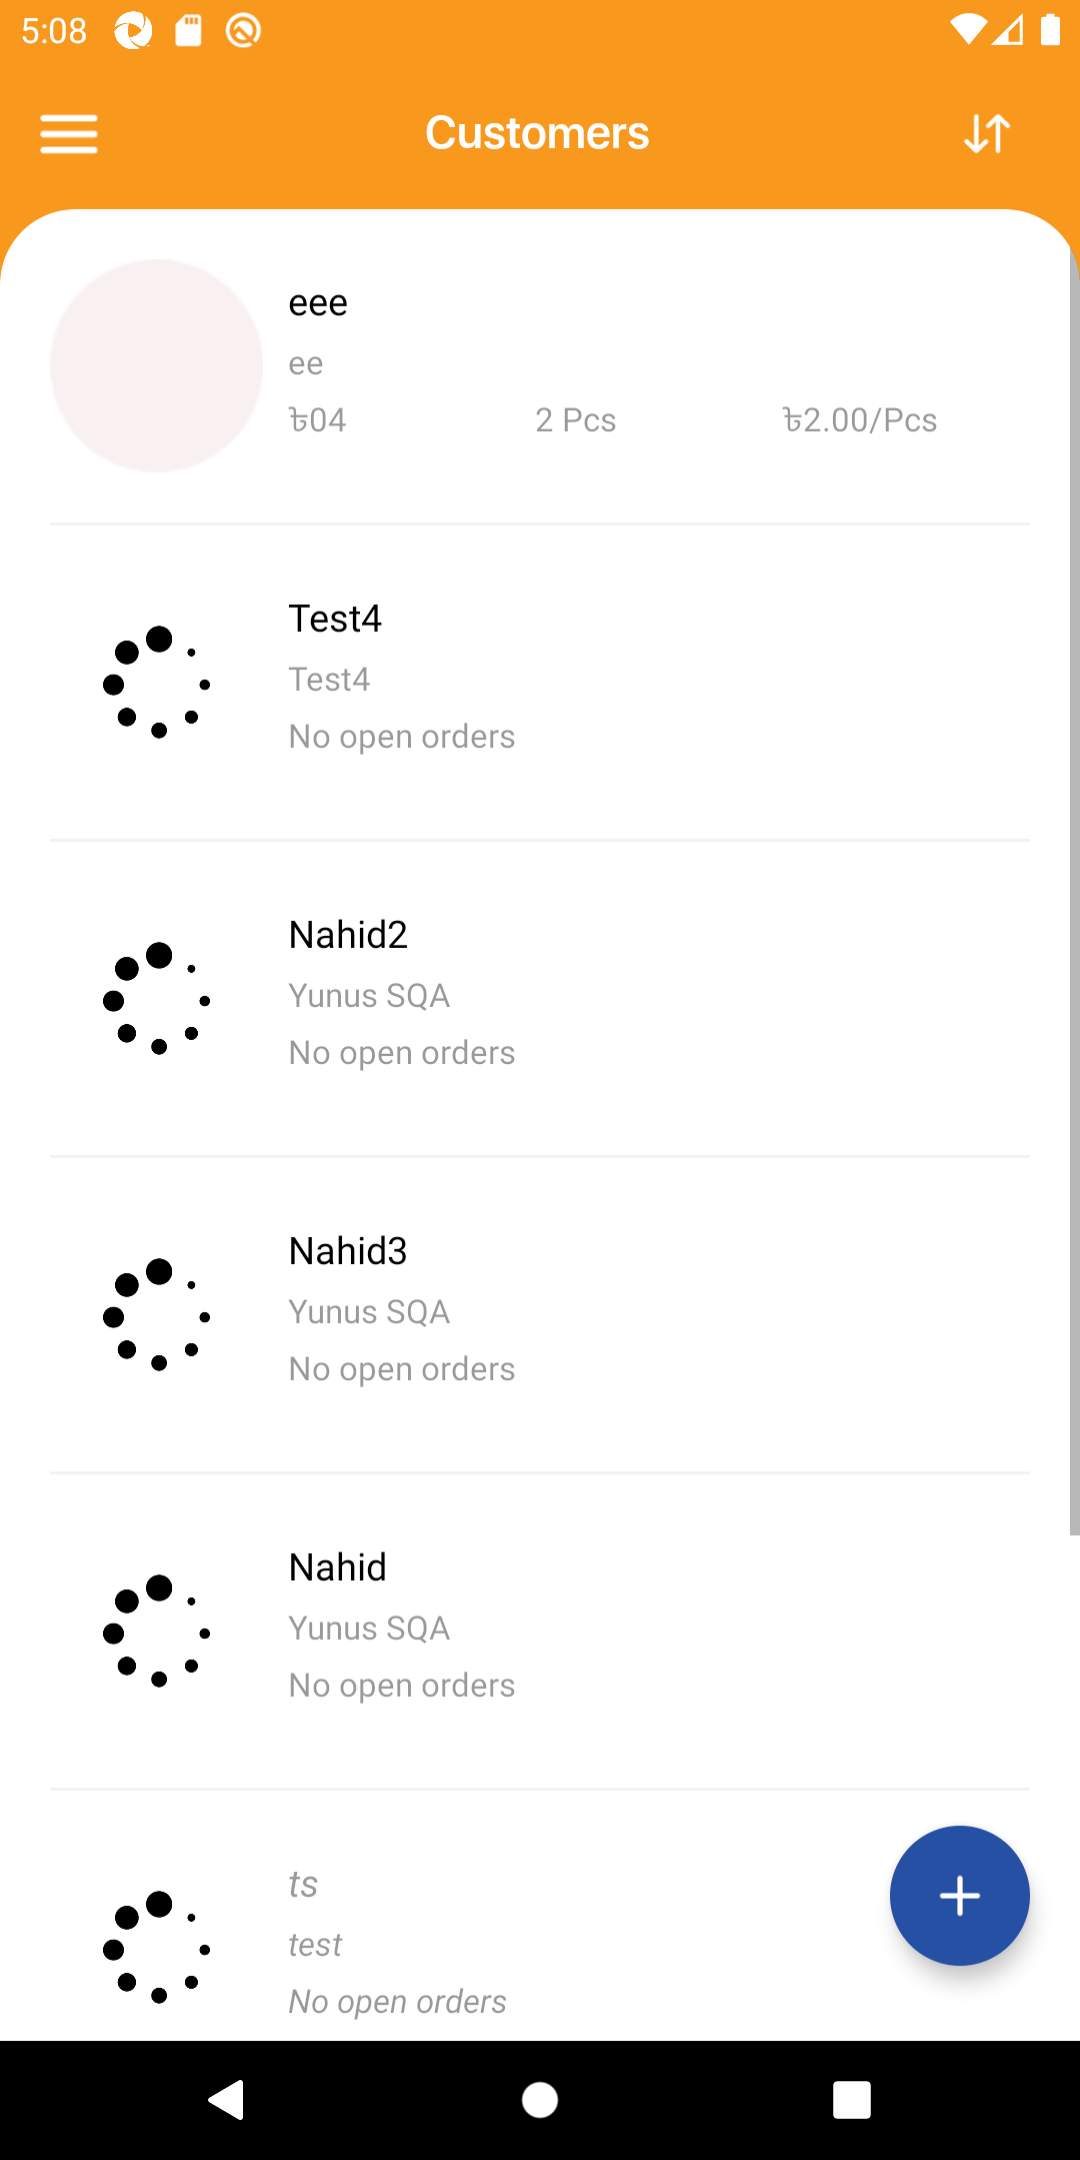 5:08
Customers
eee
ee
৳04 2 Pcs ৳2.00/Pcs
Test4
Test4
No open orders
Nahid2
Yunus SQA
No open orders
Nahid3
Yunus SQA
No open orders
Nahid
Yunus SQA
No open orders
ts
test
No open orders